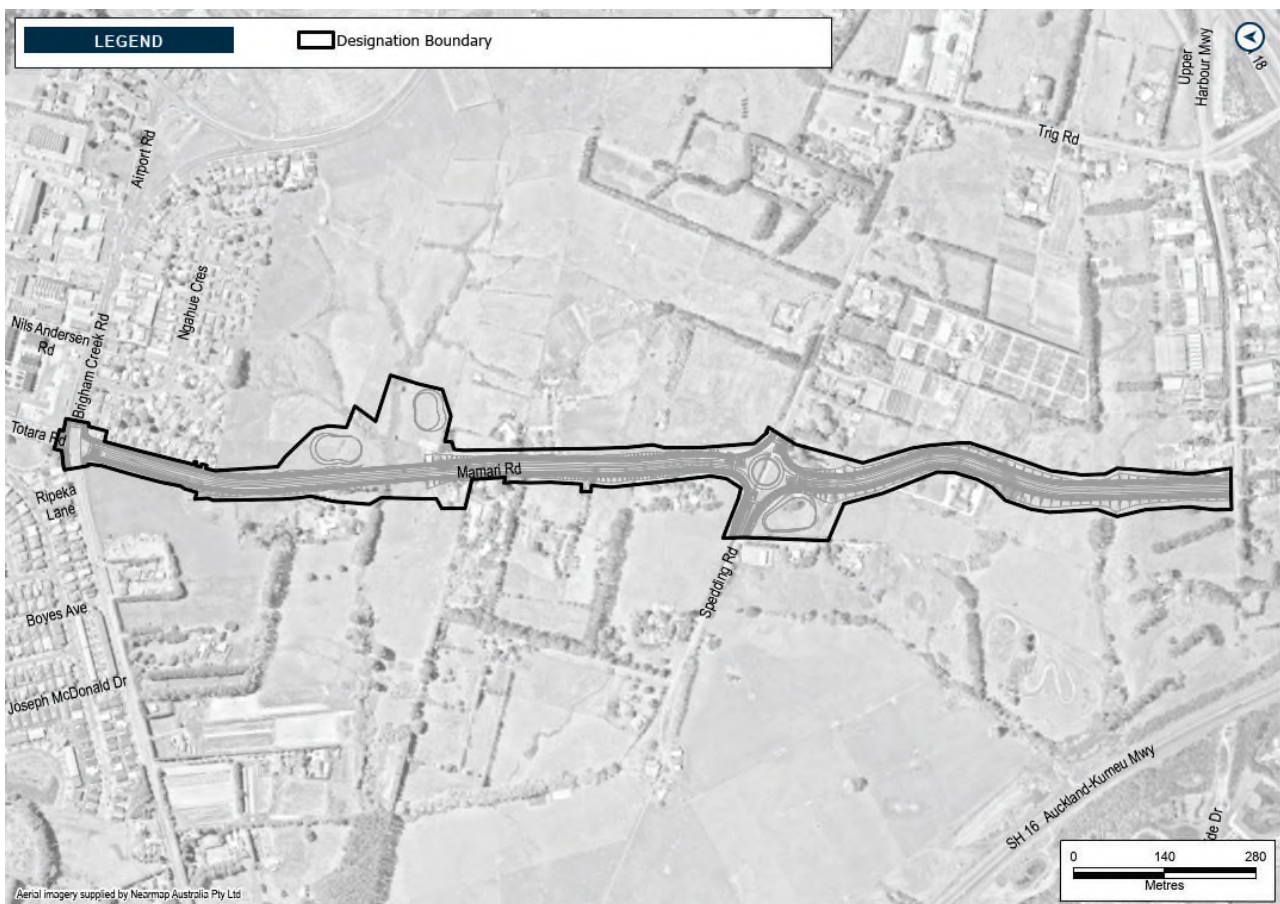 LEGEND
Designation Boundary
18
Upper
Harbour Mwy
Trig Rd
Airport Rd
Ngahue Cres
Nils Andersen
Rd
Brigham Creek Rd
Totara Rd
Mamari Rd
Ripeka
Lane
Spedding Rd
Boyes Ave
Joseph McDonald Dr
SH 16 Auckland-Kumeu Mwy
de Dr
0 140 280
Metres
Aerial imagery supplied by Nearmap Australia Pty Ltd